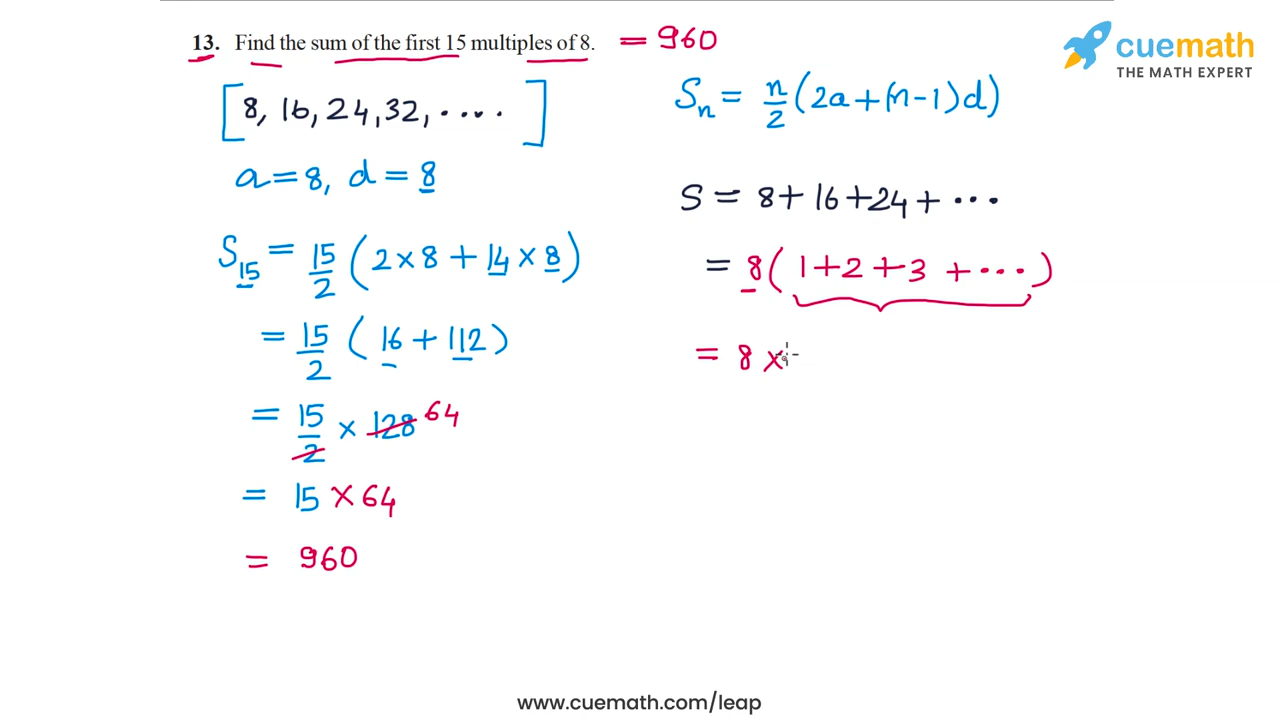 13. Find the sum of the first 15 multiples of 8. = 960
cuemath
THE MATH EXPERT
[8, 16, 24, 32, ....]
a = 8, d = 8
S₁₅ = 15/2 (2 × 8 + 14 × 8)
= 15/2 (16 + 112)
= 15/2 × 128 64
= 15 × 64
= 960
Sₙ = n/2 (2a + (n - 1)d)
S = 8 + 16 + 24 + ...
= 8(1 + 2 + 3 + ...)
= 8 ×
www.cuemath.com/leap